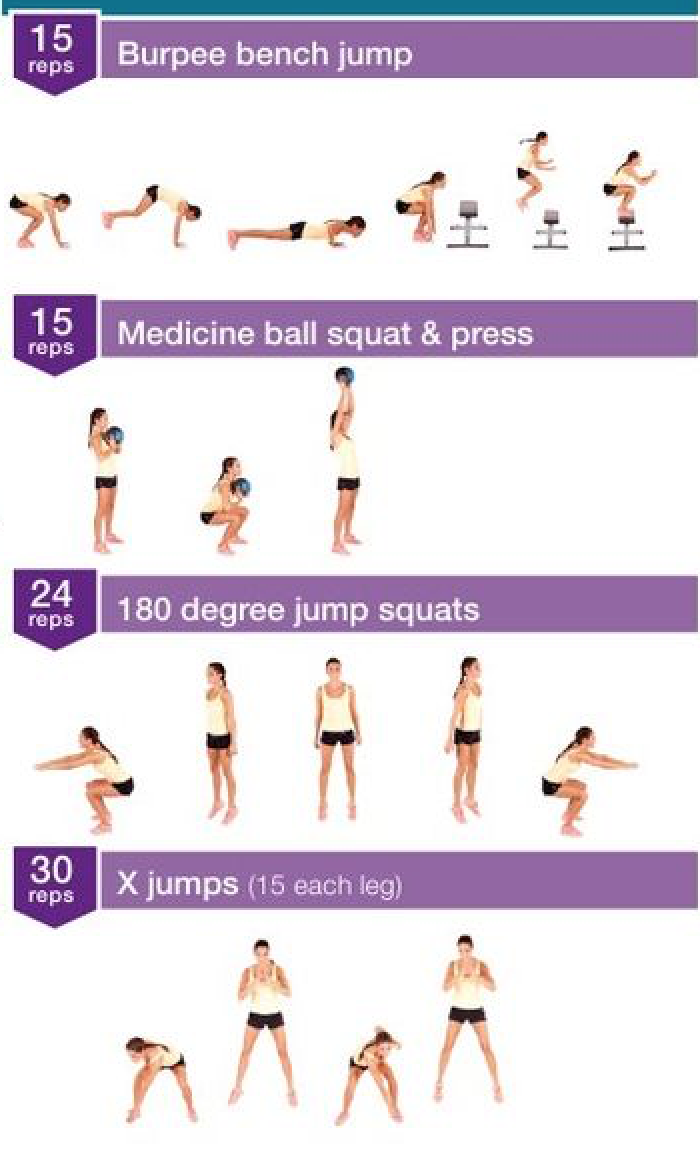 15
reps
Burpee bench jump
15
reps
Medicine ball squat & press
24
reps
180 degree jump squats
30
reps
X jumps (15 each leg)